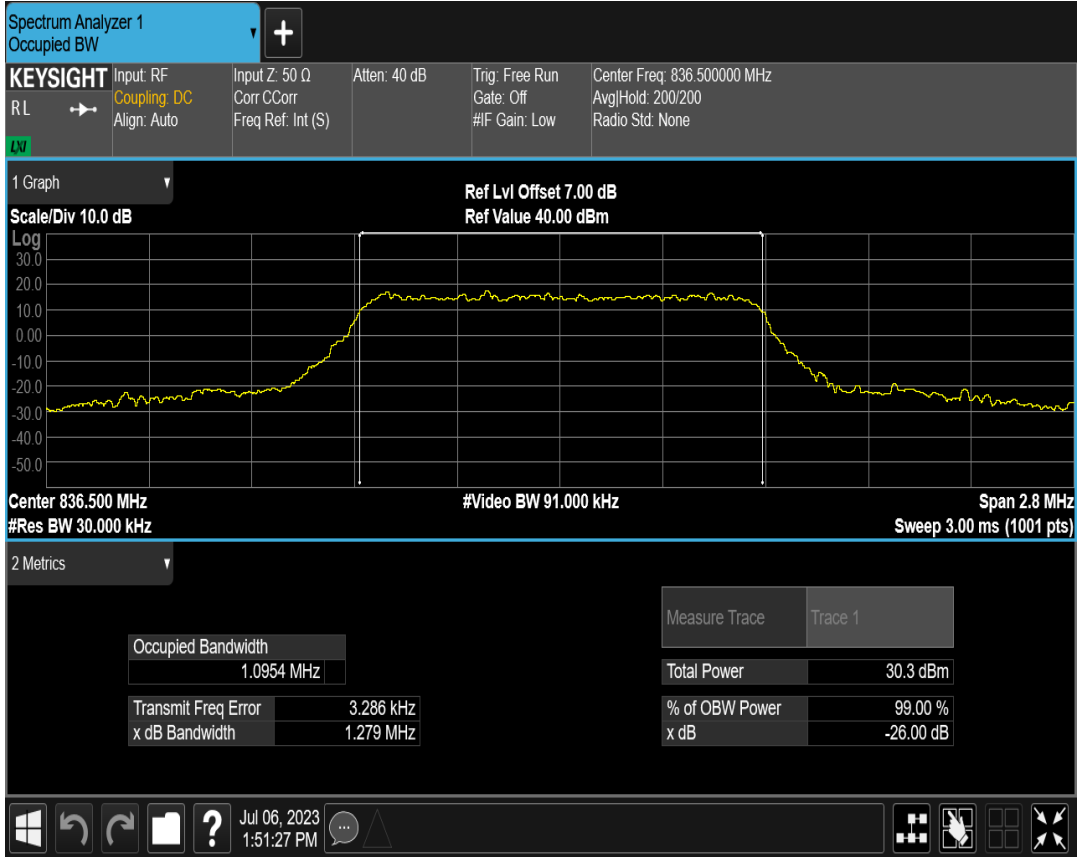 Spectrum Analyzer 1
Occupied BW
+
KEYSIGHT
RL
LXI
Input: RF
Coupling: DC
Align: Auto
Input Z: 50 Ω
Corr CCorr
Freq Ref: Int (S)
Atten: 40 dB
Trig: Free Run
Gate: Off
#IF Gain: Low
Center Freq: 836.500000 MHz
Avg|Hold: 200/200
Radio Std: None
1 Graph
Ref Lvl Offset 7.00 dB
Scale/Div 10.0 dB
Ref Value 40.00 dBm
Log
30.0
20.0
10.0
0.00
-10.0
-20.0
-30.0
-40.0
-50.0
Center 836.500 MHz
#Video BW 91.000 kHz
Span 2.8 MHz
#Res BW 30.000 kHz
Sweep 3.00 ms (1001 pts)
2 Metrics
Measure Trace Trace 1
Occupied Bandwidth
1.0954 MHz
Total Power 30.3 dBm
Transmit Freq Error 3.286 kHz
% of OBW Power 99.00 %
x dB Bandwidth 1.279 MHz
x dB -26.00 dB
?
Jul 06, 2023
1:51:27 PM